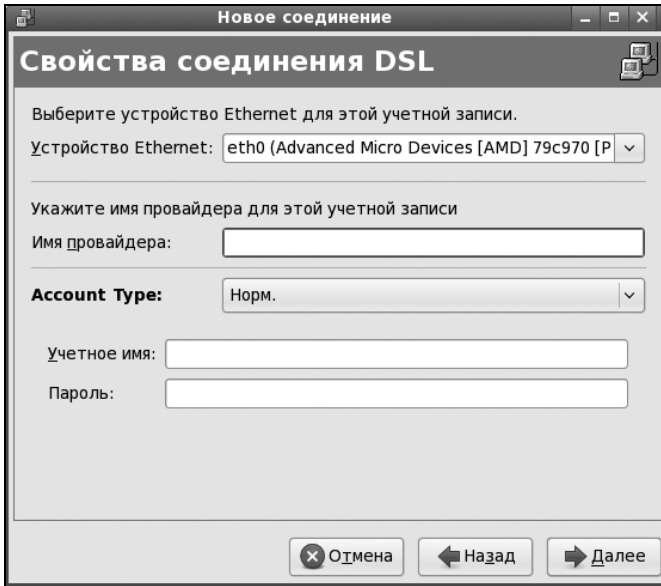 Новое соединение
Свойства соединения DSL
Выберите устройство Ethernet для этой учетной записи.
Устройство Ethernet: eth0 (Advanced Micro Devices [AMD] 79c970 [P
Укажите имя провайдера для этой учетной записи
Имя провайдера:
Account Type: Норм.
Учетное имя:
Пароль:
Отмена Назад Далее